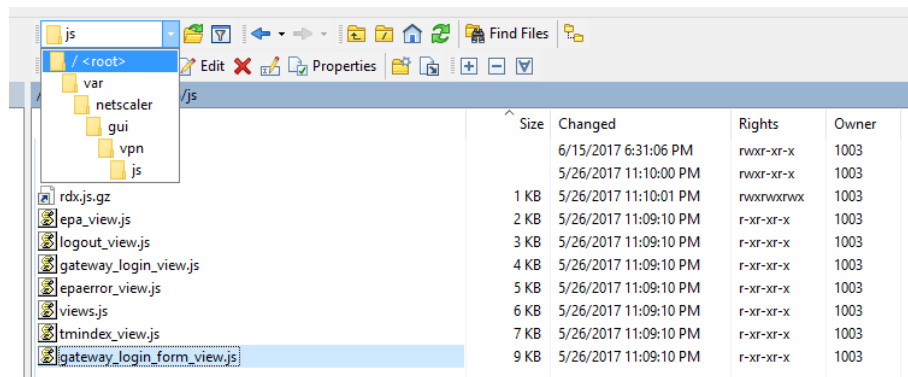 js Find Files
/ <root> Edit Properties
var /js
netscaler
gui Size Changed Rights Owner
vpn 6/15/2017 6:31:06 PM rwxr-xr-x 1003
js 5/26/2017 11:10:00 PM rwxr-xr-x 1003
rdx.js.gz 1 KB 5/26/2017 11:10:01 PM rwxrwxrwx 1003
epa_view.js 2 KB 5/26/2017 11:09:10 PM r-xr-xr-x 1003
logout_view.js 3 KB 5/26/2017 11:09:10 PM r-xr-xr-x 1003
gateway_login_view.js 4 KB 5/26/2017 11:09:10 PM r-xr-xr-x 1003
epaerror_view.js 5 KB 5/26/2017 11:09:10 PM r-xr-xr-x 1003
views.js 6 KB 5/26/2017 11:09:10 PM r-xr-xr-x 1003
tmindex_view.js 7 KB 5/26/2017 11:09:10 PM r-xr-xr-x 1003
gateway_login_form_view.js 9 KB 5/26/2017 11:09:10 PM r-xr-xr-x 1003